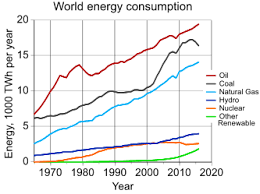 World energy consumption
Energy, 1000 TWh per year
20
15
10
5
0
1970
1980
1990
2000
2010
2020
Year
Oil
Coal
Natural Gas
Hydro
Nuclear
Other
Renewable